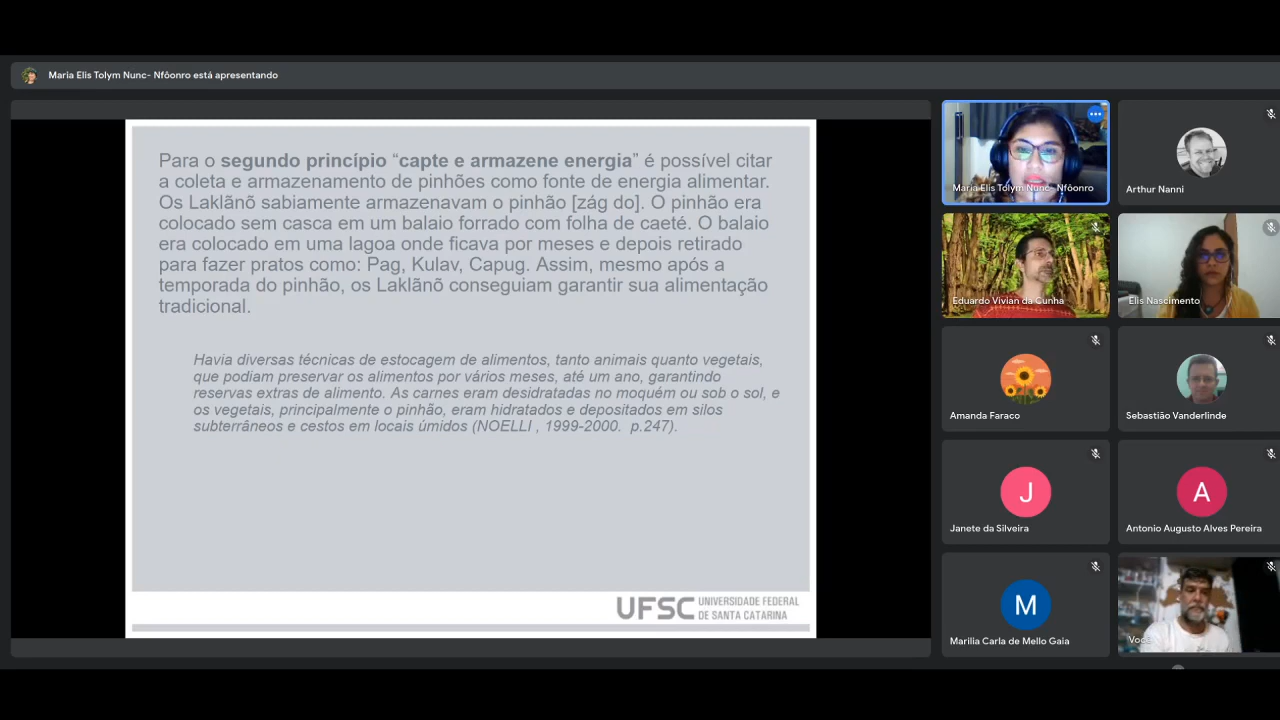 Maria Elis Tolym Nunc- Nfôonro está apresentando
Para o segundo princípio “capte e armazene energia” é possível citar
a coleta e armazenamento de pinhões como fonte de energia alimentar.
Os Laklãnõ sabiamente armazenavam o pinhão [zág do]. O pinhão era
colocado sem casca em um balaio forrado com folha de caeté. O balaio
era colocado em uma lagoa onde ficava por meses e depois retirado
para fazer pratos como: Pag, Kulav, Capug. Assim, mesmo após a
temporada do pinhão, os Laklãnõ conseguiam garantir sua alimentação
tradicional.
Havia diversas técnicas de estocagem de alimentos, tanto animais quanto vegetais,
que podiam preservar os alimentos por vários meses, até um ano, garantindo
reservas extras de alimento. As carnes eram desidratadas no moquém ou sob o sol, e
os vegetais, principalmente o pinhão, eram hidratados e depositados em silos
subterrâneos e cestos em locais úmidos (NOELLI , 1999-2000. p.247).
UFSC UNIVERSIDADE FEDERAL
DE SANTA CATARINA
Maria Elis Tolym Nunc- Nfôonro
Arthur Nanni
Eduardo Vivian da Cunha
Elis Nascimento
Amanda Faraco
Sebastião Vanderlinde
J
Janete da Silveira
A
Antonio Augusto Alves Pereira
M
Marilia Carla de Mello Gaia
Você